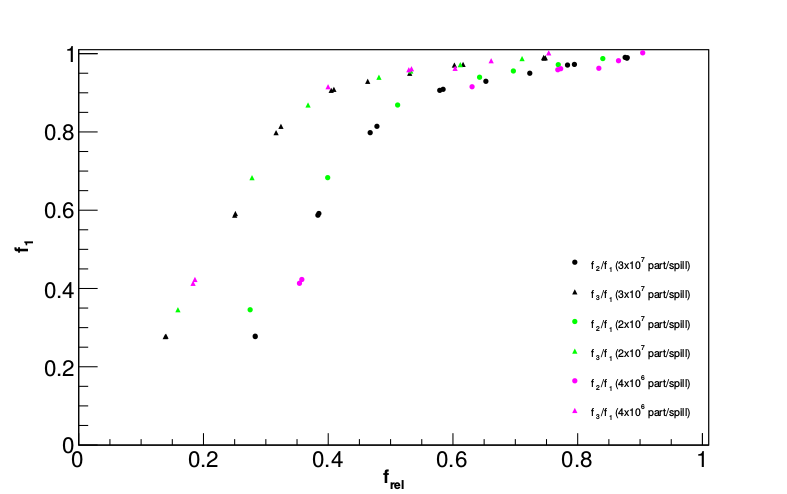 1
0.8
0.6
0.4
0.2
0
f1
0
0.2
0.4
0.6
0.8
1
frel
f2/f1 (3x10^7 part/spill)
f3/f1 (3x10^7 part/spill)
f2/f1 (2x10^7 part/spill)
f3/f1 (2x10^7 part/spill)
f2/f1 (4x10^6 part/spill)
f3/f1 (4x10^6 part/spill)